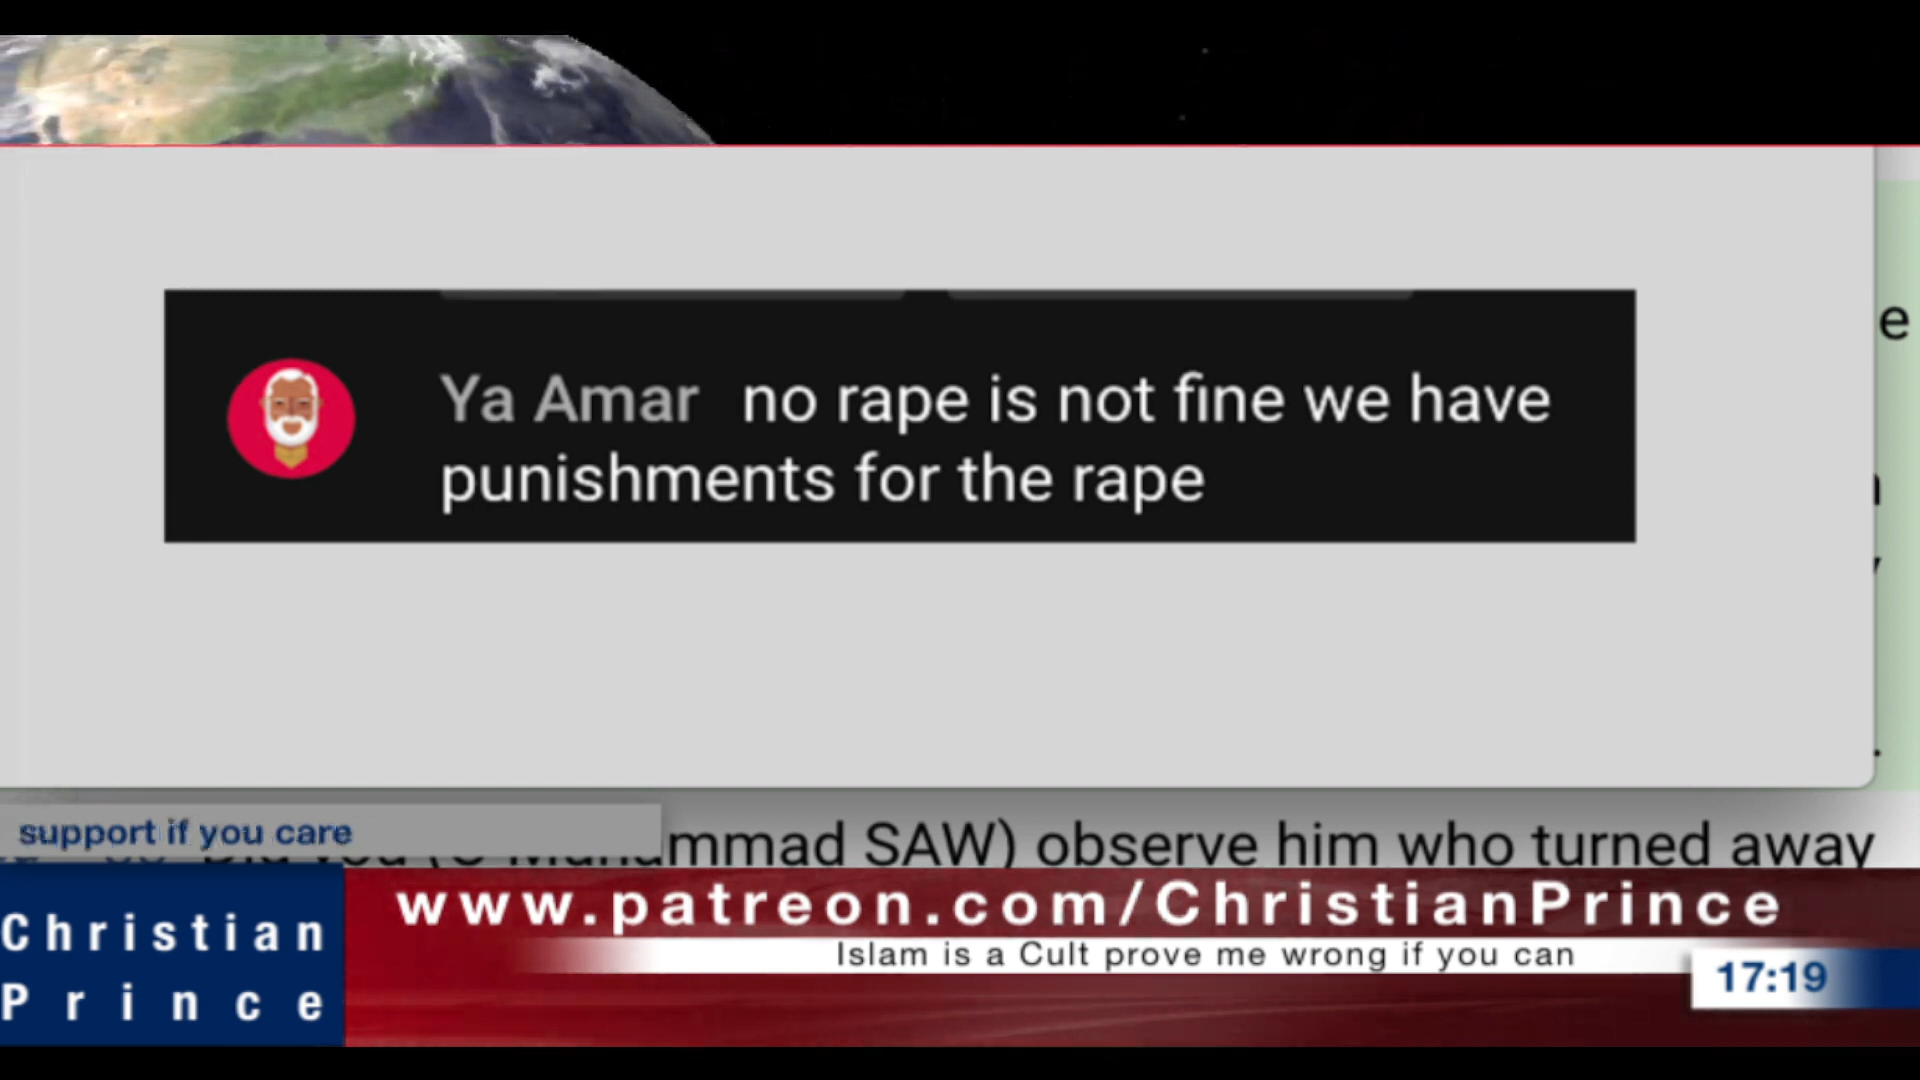 e
Ya Amar no rape is not fine we have
punishments for the rape
support if you care
mmad SAW) observe him who turned away
Christian
Prince
www.patreon.com/ChristianPrince
Islam is a Cult prove me wrong if you can
17:19